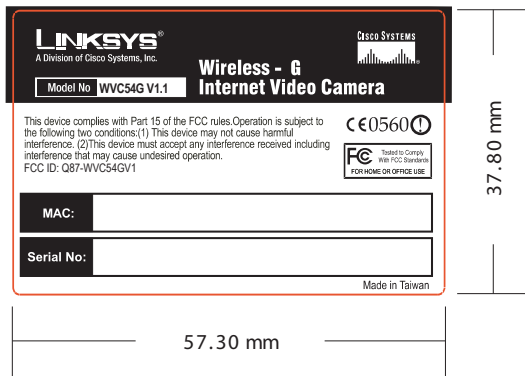 LINKSYS®
A Division of Cisco Systems, Inc.
CISCO SYSTEMS
Model No WVC54G V1.1
Wireless - G
Internet Video Camera
This device complies with Part 15 of the FCC rules.Operation is subject to
the following two conditions:(1) This device may not cause harmful
interference. (2)This device must accept any interference received including
interference that may cause undesired operation.
FCC ID: Q87-WVC54GV1
CE0560!
FC Tested to Comply
With FCC Standards
FOR HOME OR OFFICE USE
MAC:
Serial No:
Made in Taiwan
57.30 mm
37.80 mm